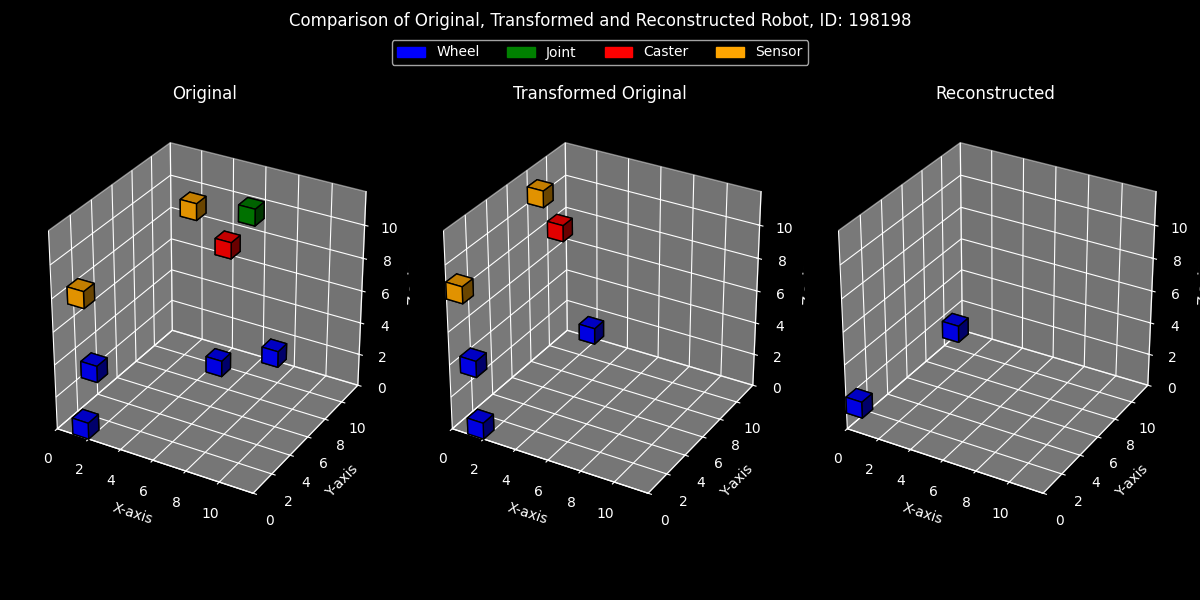 Comparison of Original, Transformed and Reconstructed Robot, ID: 198198
Wheel Joint Caster Sensor
Original Transformed Original Reconstructed
10 10 10
8 8 8
6 6 6
4 4 4
2 2 2
0 0 0
0 2 4 6 8 10 0 2 4 6 8 10 0 2 4 6 8 10
0 2 4 6 8 10 0 2 4 6 8 10 0 2 4 6 8 10
X-axis Y-axis X-axis Y-axis X-axis Y-axis